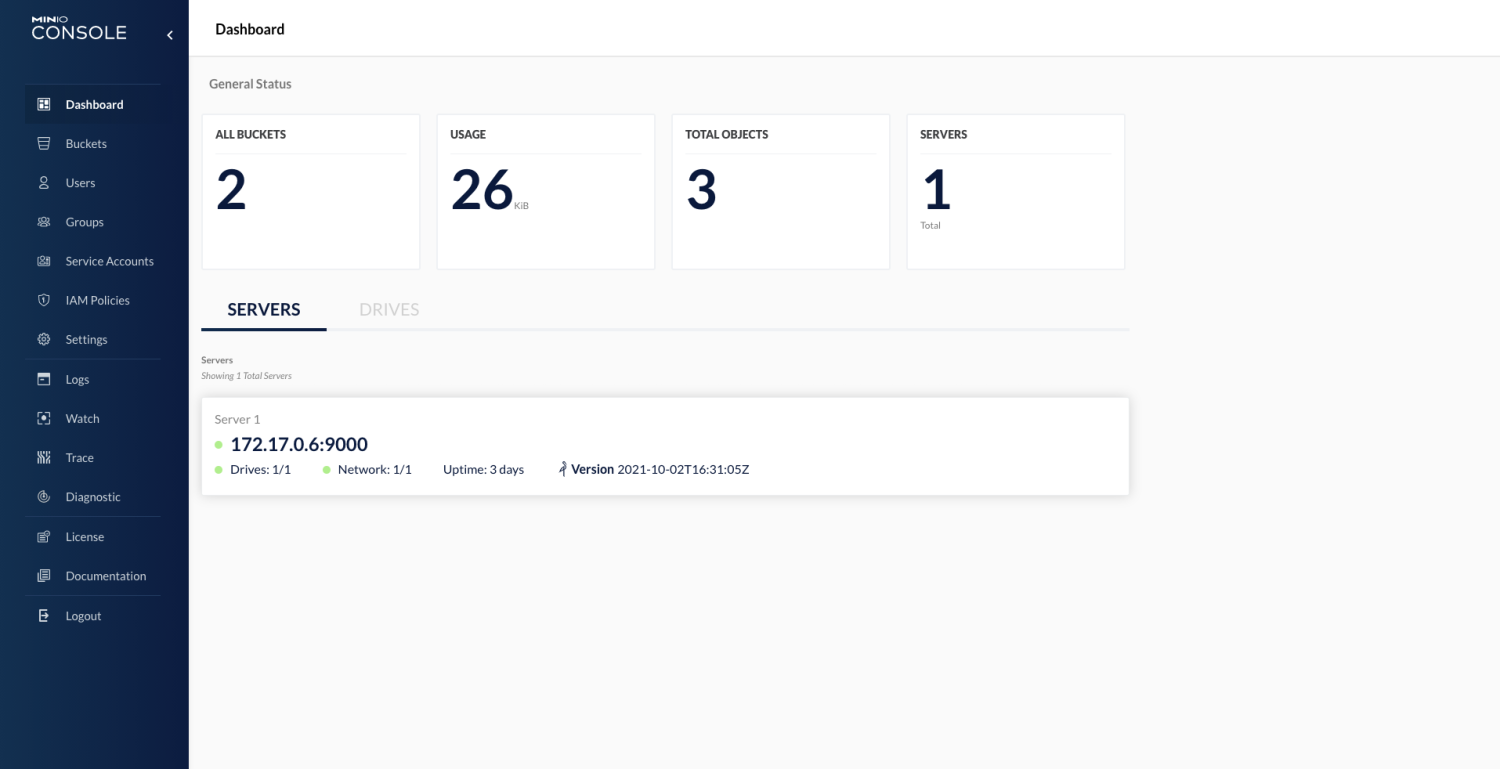 MINIO
CONSOLE
Dashboard
Buckets
Users
Groups
Service Accounts
IAM Policies
Settings
Logs
Watch
Trace
Diagnostic
License
Documentation
Logout
Dashboard
General Status
ALL BUCKETS
2
USAGE
26 KiB
TOTAL OBJECTS
3
SERVERS
1
Total
SERVERS DRIVES
Servers
Showing 1 Total Servers
Server 1
172.17.0.6:9000
Drives: 1/1 Network: 1/1 Uptime: 3 days Version 2021-10-02T16:31:05Z